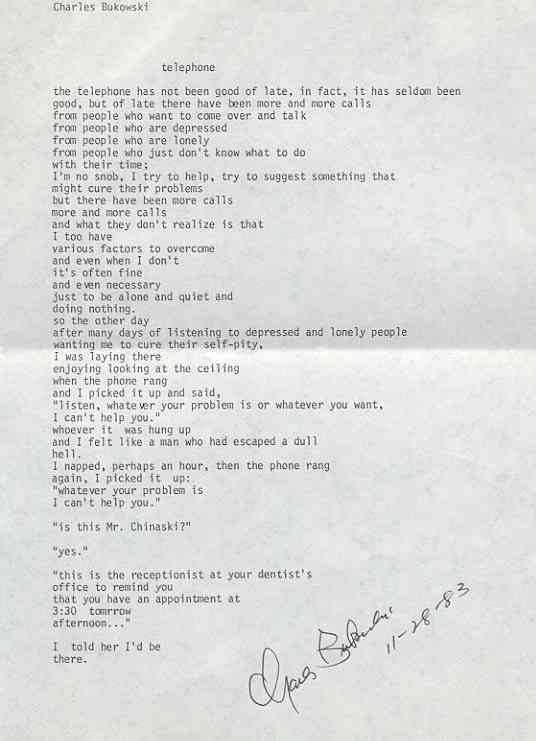 Charles Bukowski
telephone
the telephone has not been good of late, in fact, it has seldom been
good, but of late there have been more and more calls
from people who want to come over and talk
from people who are depressed
from people who are lonely
from people who just don't know what to do
with their time;
I'm no snob, I try to help, try to suggest something that
might cure their problems
but there have been more calls
more and more calls
and what they don't realize is that
I too have
various factors to overcome
and even when I don't
it's often fine
and even necessary
just to be alone and quiet and
doing nothing.
so the other day
after many days of listening to depressed and lonely people
wanting me to cure their self-pity,
I was laying there
enjoying looking at the ceiling
when the phone rang
and I picked it up and said,
"listen, whatever your problem is or whatever you want,
I can't help you."
whoever it was hung up
and I felt like a man who had escaped a dull
hell.
I napped, perhaps an hour, then the phone rang
again, I picked it up:
"whatever your problem is
I can't help you."
"is this Mr. Chinaski?"
"yes."
"this is the receptionist at your dentist's
office to remind you
that you have an appointment at
3:30 tomrrow
afternoon..."
I told her I'd be
there.
Charles Bukowski
11-28-83